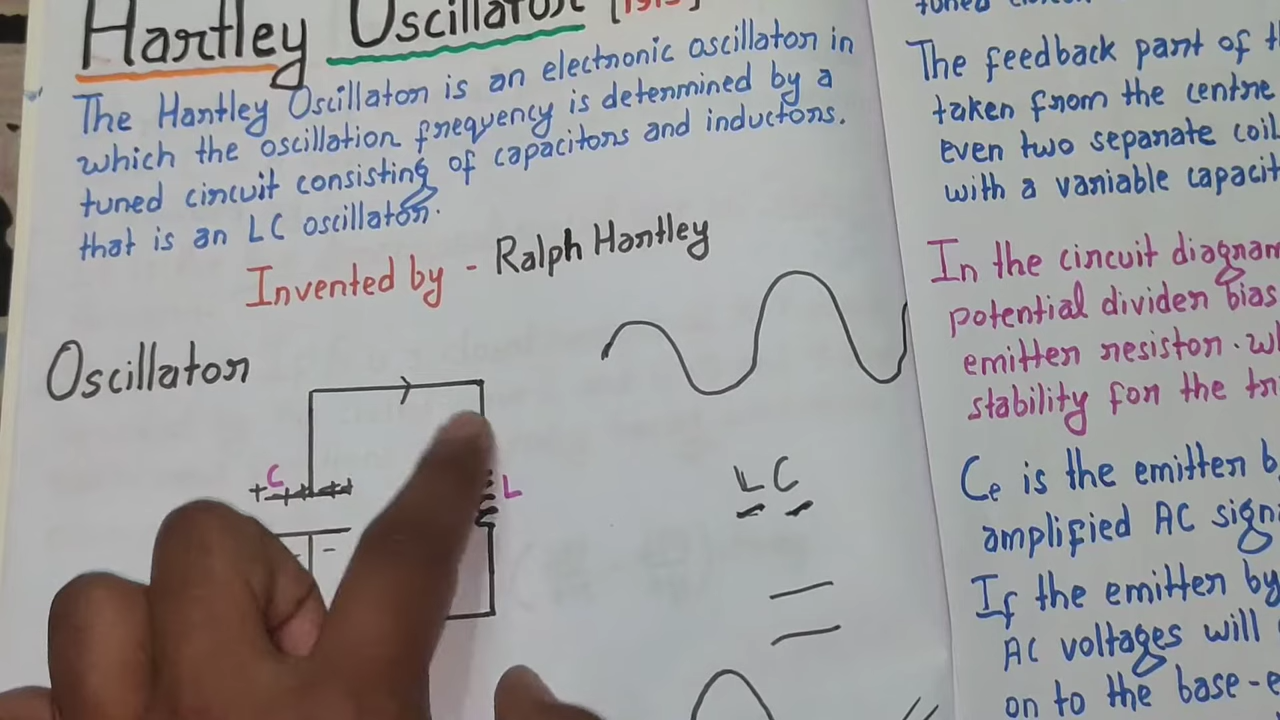 Hartley Oscillator [1915]
The Hartley Oscillator is an electronic oscillator in
which the oscillation frequency is determined by a
tuned circuit consisting of capacitors and inductors.
that is an LC oscillator.
Invented by - Ralph Hartley
Oscillator
C
+ + + + +
L
- -
LC
tuned
The feedback part of
taken from the centre
even two separate coil
with a variable
In the circuit diagram
potential divider bias
emitter resistor.
stability for the
Ce is the emitter
amplified AC
If the emitter by
AC voltages will
on to the base-